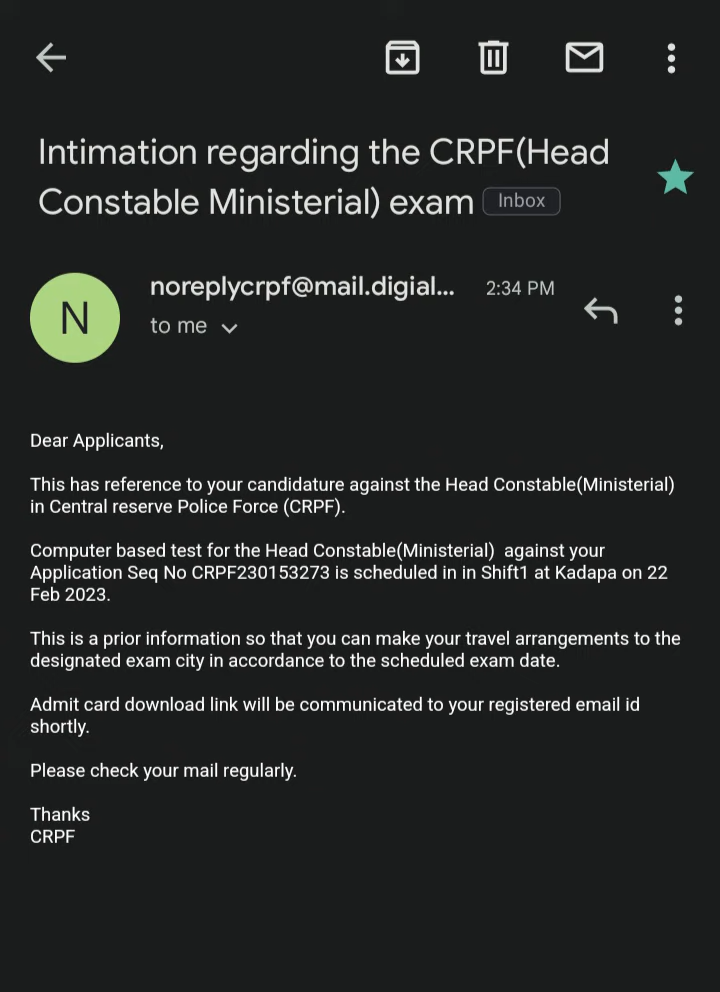 Intimation regarding the CRPF(Head
Constable Ministerial) exam Inbox
N
noreplycrpf@mail.digial... 2:34 PM
to me
Dear Applicants,
This has reference to your candidature against the Head Constable(Ministerial)
in Central reserve Police Force (CRPF).
Computer based test for the Head Constable(Ministerial)  against your
Application Seq No CRPF230153273 is scheduled in in Shift1 at Kadapa on 22
Feb 2023.
This is a prior information so that you can make your travel arrangements to the
designated exam city in accordance to the scheduled exam date.
Admit card download link will be communicated to your registered email id
shortly.
Please check your mail regularly.
Thanks
CRPF